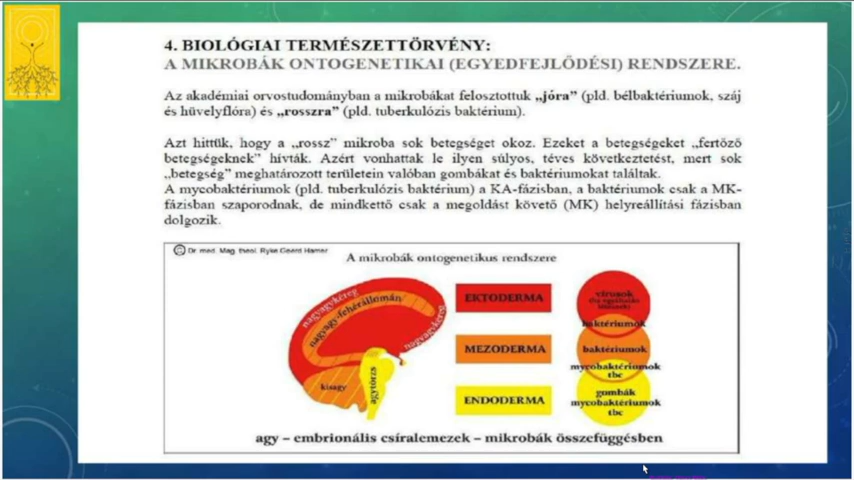 4. BIOLÓGIAI TERMÉSZETTÖRVÉNY:
A MIKROBÁK ONTOGENETIKAI (EGYEDFEJLŐDÉSI) RENDSZERE.
Az akadémiai orvostudományban a mikrobákat felosztottuk „jóra” (pld. bélbaktériumok, száj
és hüvelyflóra) és „rosszra” (pld. tuberkulózis baktérium).
Azt hittük, hogy a „rossz” mikroba sok betegséget okoz. Ezeket a betegségeket „fertőző
betegségeknek” hívták. Azért vonhattak le ilyen súlyos, téves következtetést, mert sok
„betegség” meghatározott területein valóban gombákat és baktériumokat találtak.
A mycobaktériumok (pld. tuberkulózis baktérium) a KA-fázisban, a baktériumok csak a MK-
fázisban szaporodnak, de mindkettő csak a megoldást követő (MK) helyreállítási fázisban
dolgozik.
Dr. med. Mag. theol. Ryke Geerd Hamer
A mikrobák ontogenetikus rendszere
nagyagykéreg
nagyagy-fehérállomány
nagyagykéreg
kisagy
agytörzs
EKTODERMA
MEZODERMA
ENDODERMA
vírusok
baktériumok
baktériumok
mycobaktériumok
tbc
gombák
mycobaktériumok
tbc
agy – embrionális csíralemezek – mikrobák összefüggésben